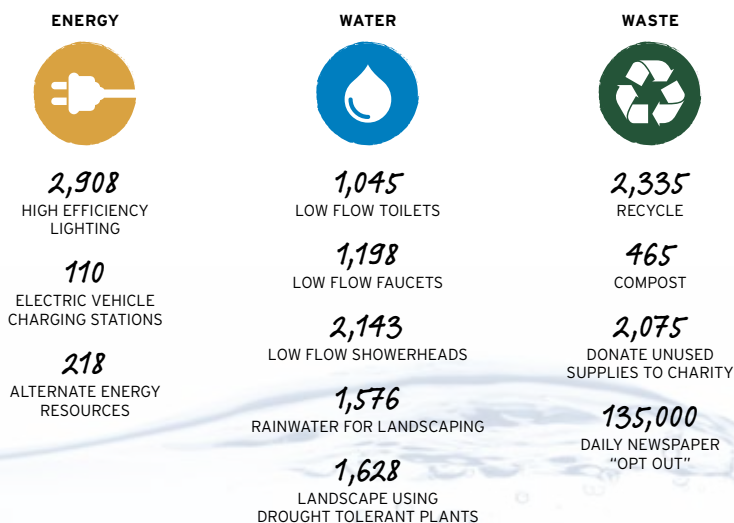 ENERGY
2,908
HIGH EFFICIENCY
LIGHTING
110
ELECTRIC VEHICLE
CHARGING STATIONS
218
ALTERNATE ENERGY
RESOURCES
WATER
1,045
LOW FLOW TOILETS
1,198
LOW FLOW FAUCETS
2,143
LOW FLOW SHOWERHEADS
1,576
RAINWATER FOR LANDSCAPING
1,628
LANDSCAPE USING
DROUGHT TOLERANT PLANTS
WASTE
2,335
RECYCLE
465
COMPOST
2,075
DONATE UNUSED
SUPPLIES TO CHARITY
135,000
DAILY NEWSPAPER
“OPT OUT”